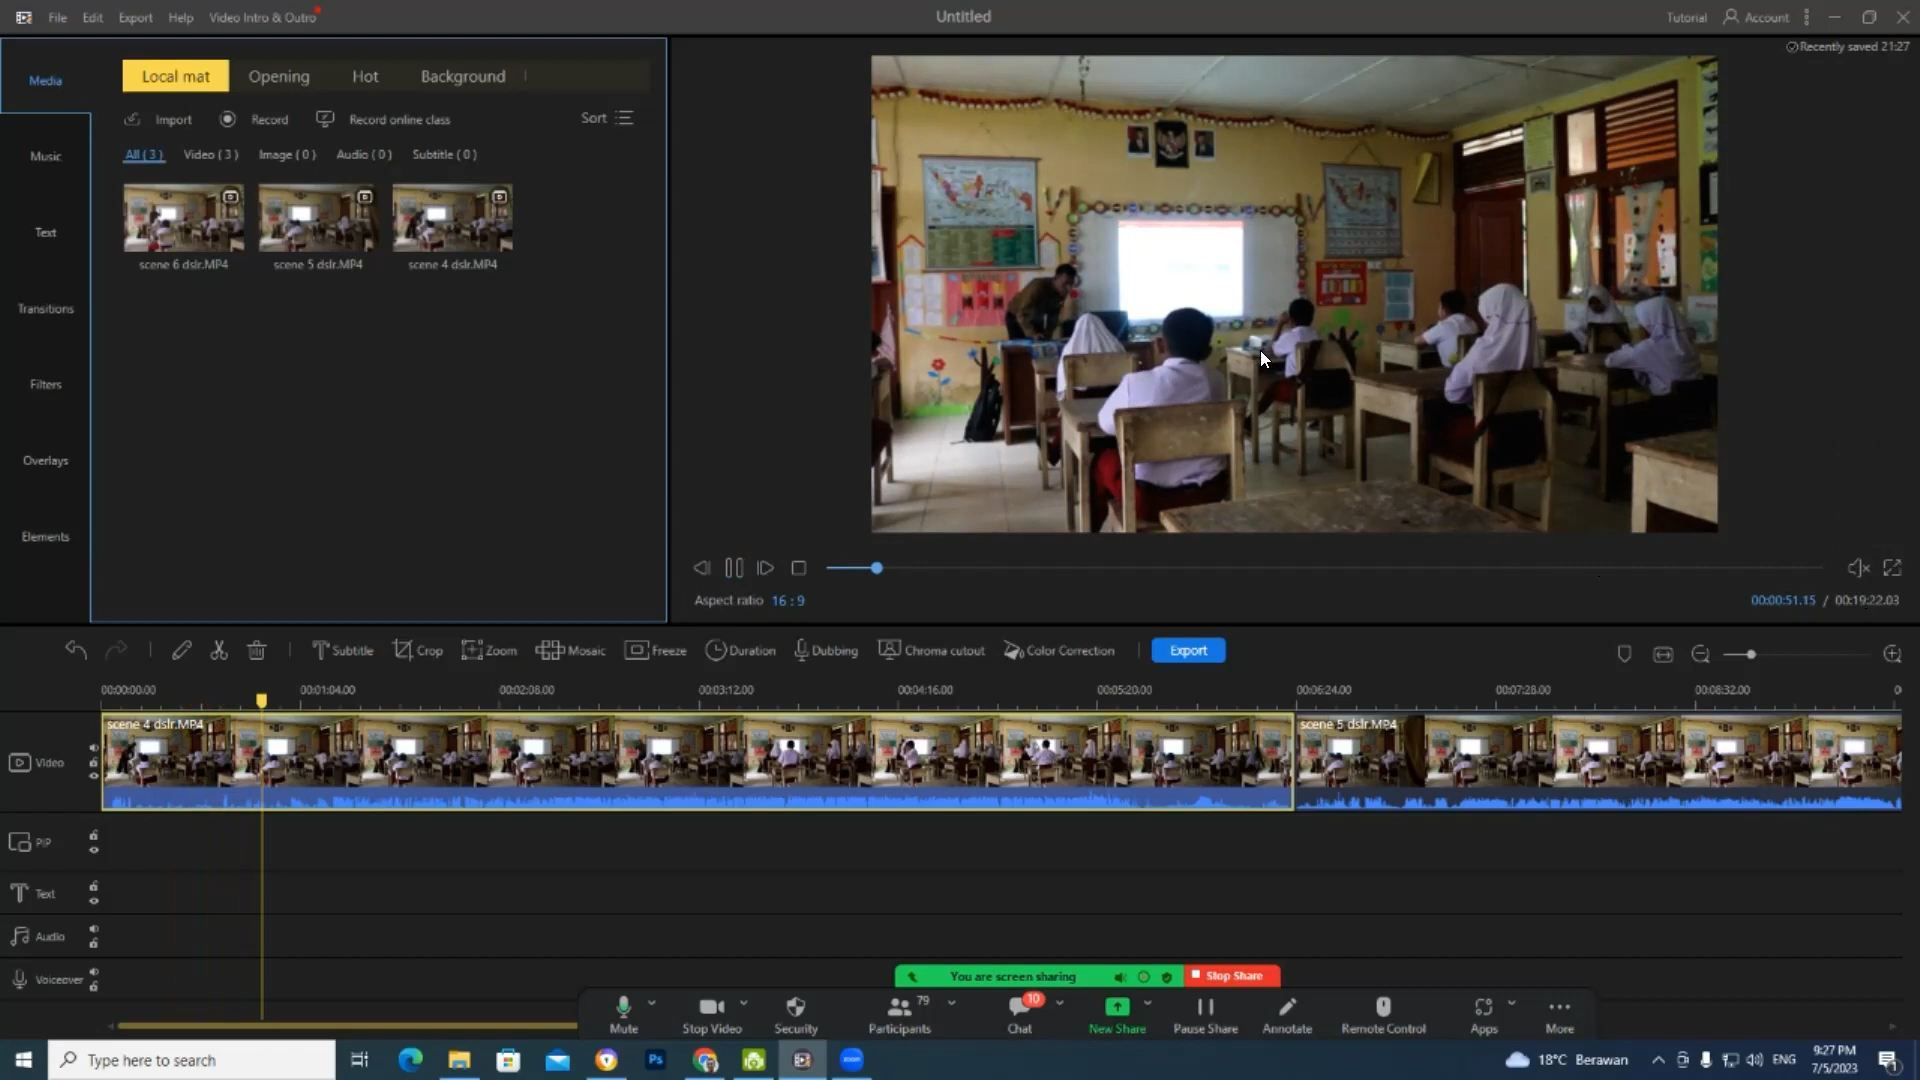 File Edit Export Help Video Intro & Outro
Untitled
Tutorial Account
Recently saved 21:27
Media
Local mat Opening Hot Background
Import Record Record online class Sort
All ( 3 ) Video ( 3 ) Image ( 0 ) Audio ( 0 ) Subtitle ( 0 )
scene 6 dslr.MP4 scene 5 dslr.MP4 scene 4 dslr.MP4
Music
Text
Transitions
Filters
Overlays
Elements
Aspect ratio 16 : 9
00:00:51.15 / 00:19:22.03
Subtitle Crop Zoom Mosaic Freeze Duration Dubbing Chroma cutout Color Correction Export
00:00:00.00 00:01:04.00 00:02:08.00 00:03:12.00 00:04:16.00 00:05:20.00 00:06:24.00 00:07:28.00 00:08:32.00 0
scene 4 dslr.MP4 scene 5 dslr.MP4
Video
PIP
Text
Audio
Voiceover
You are screen sharing Stop Share
79 10
Mute Stop Video Security Participants Chat New Share Pause Share Annotate Remote Control Apps More
Type here to search
Ps
zoom
18°C Berawan
ENG
9:27 PM
7/5/2023
1